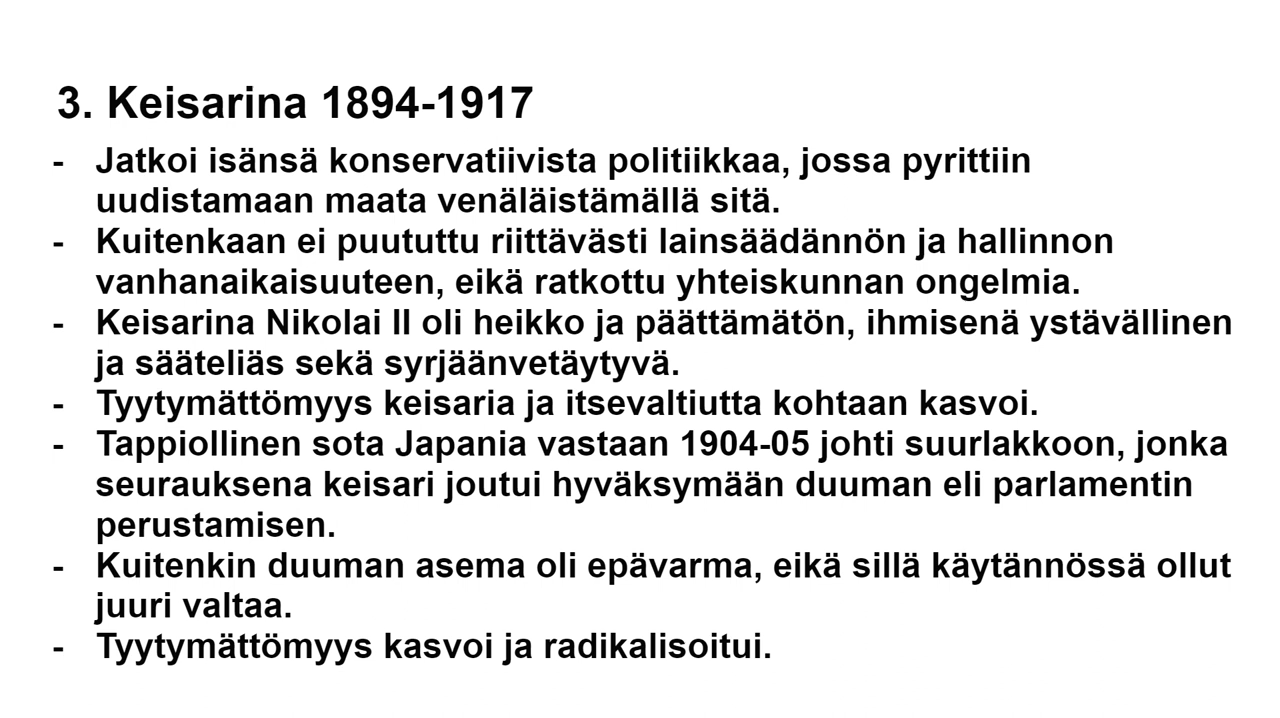 3. Keisarina 1894-1917
- Jatkoi isänsä konservatiivista politiikkaa, jossa pyrittiin
uudistamaan maata venäläistämällä sitä.
- Kuitenkaan ei puututtu riittävästi lainsäädännön ja hallinnon
vanhanaikaisuuteen, eikä ratkottu yhteiskunnan ongelmia.
- Keisarina Nikolai II oli heikko ja päättämätön, ihmisenä ystävällinen
ja sääteliäs sekä syrjäänvetäytyvä.
- Tyytymättömyys keisaria ja itsevaltiutta kohtaan kasvoi.
- Tappiollinen sota Japania vastaan 1904-05 johti suurlakkoon, jonka
seurauksena keisari joutui hyväksymään duuman eli parlamentin
perustamisen.
- Kuitenkin duuman asema oli epävarma, eikä sillä käytännössä ollut
juuri valtaa.
- Tyytymättömyys kasvoi ja radikalisoitui.